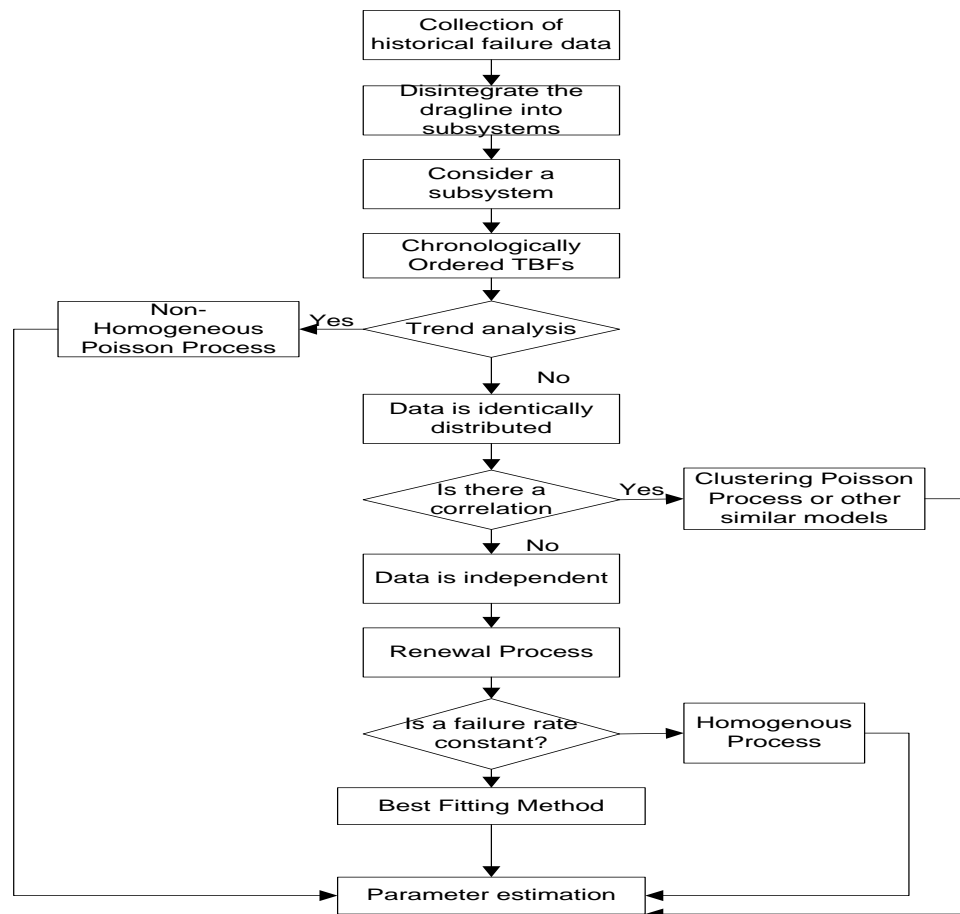 Collection of
historical failure data
Disintegrate the
dragline into
subsystems
Consider a
subsystem
Chronologically
Ordered TBFs
Non-
Homogeneous
Poisson Process
Yes
Trend analysis
No
Data is identically
distributed
Is there a
correlation
Yes
Clustering Poisson
Process or other
similar models
No
Data is independent
Renewal Process
Is a failure rate
constant?
Homogenous
Process
Best Fitting Method
Parameter estimation